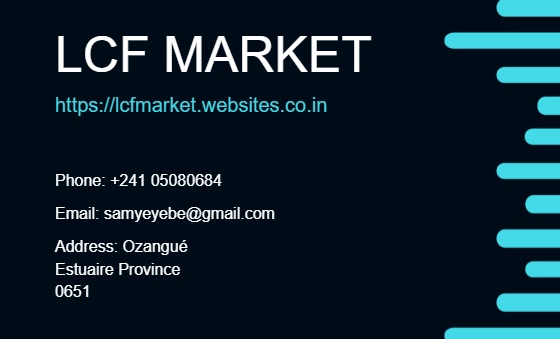 LCF MARKET
https://lcfmarket.websites.co.in
Phone: +241 05080684
Email: samyeyebe@gmail.com
Address: Ozangué
Estuaire Province
0651